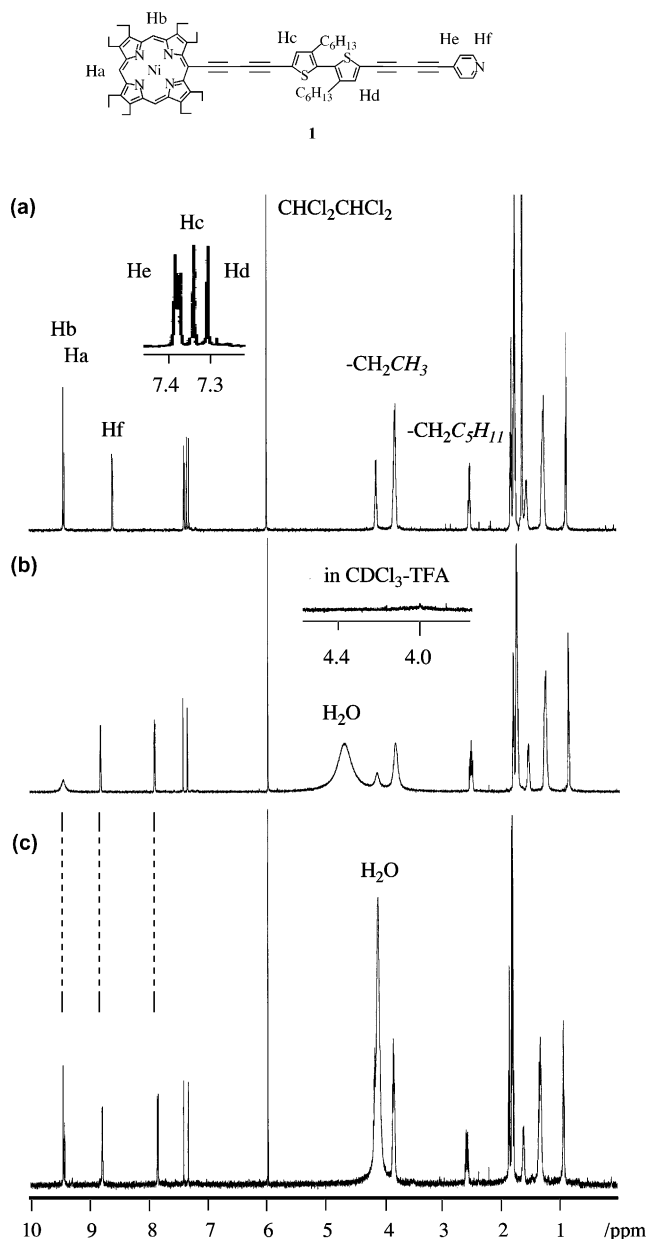 Hb
C₆H₁₃
Hc
He Hf
N N
Ha Ni
N N
S
S
N
C₆H₁₃
Hd
1
(a)
CHCl₂CHCl₂
Hc
He
Hd
Hb
Ha
7.4 7.3
-CH₂CH₃
Hf
-CH₂C₅H₁₁
(b)
in CDCl₃-TFA
4.4 4.0
H₂O
(c)
H₂O
10 9 8 7 6 5 4 3 2 1 /ppm